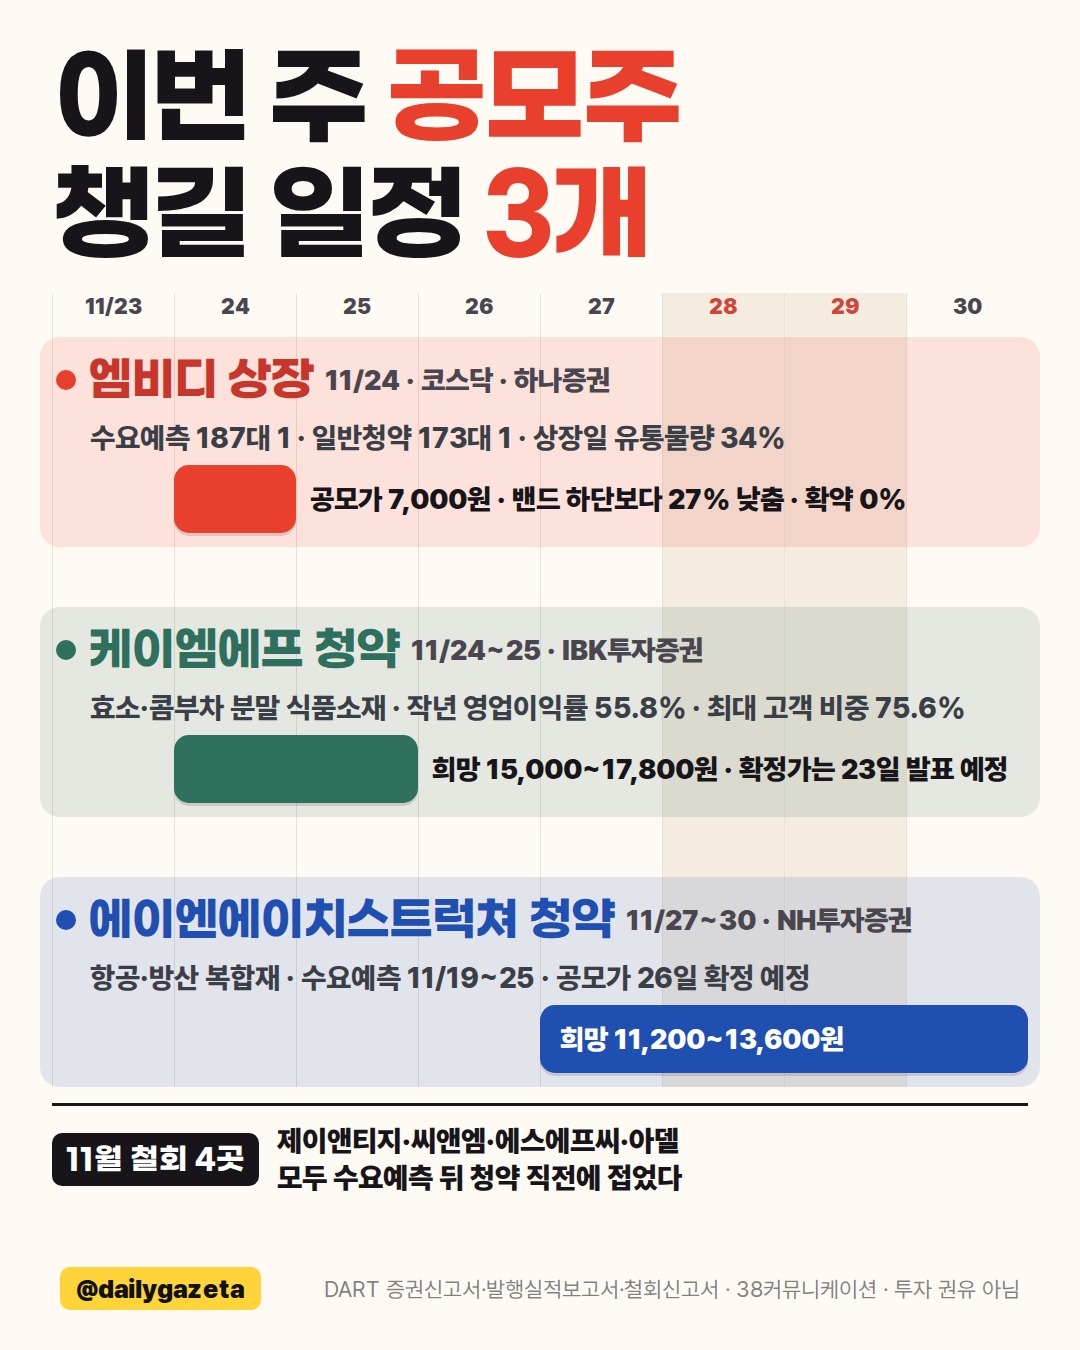 이번 주 공모주
챙길 일정 3개
11/23 24 25 26 27 28 29 30
엠비디 상장 11/24 · 코스닥 · 하나증권
수요예측 187대 1 · 일반청약 173대 1 · 상장일 유통물량 34%
공모가 7,000원 · 밴드 하단보다 27% 낮춤 · 확약 0%
케이엠에프 청약 11/24~25 · IBK투자증권
효소·콤부차 분말 식품소재 · 작년 영업이익률 55.8% · 최대 고객 비중 75.6%
희망 15,000~17,800원 · 확정가는 23일 발표 예정
에이엔에이치스트럭쳐 청약 11/27~30 · NH투자증권
항공·방산 복합재 · 수요예측 11/19~25 · 공모가 26일 확정 예정
희망 11,200~13,600원
11월 철회 4곳
제이앤티지·씨앤엠·에스에프씨·아델
모두 수요예측 뒤 청약 직전에 접었다
@dailygazeta
DART 증권신고서·발행실적보고서·철회신고서 · 38커뮤니케이션 · 투자 권유 아님